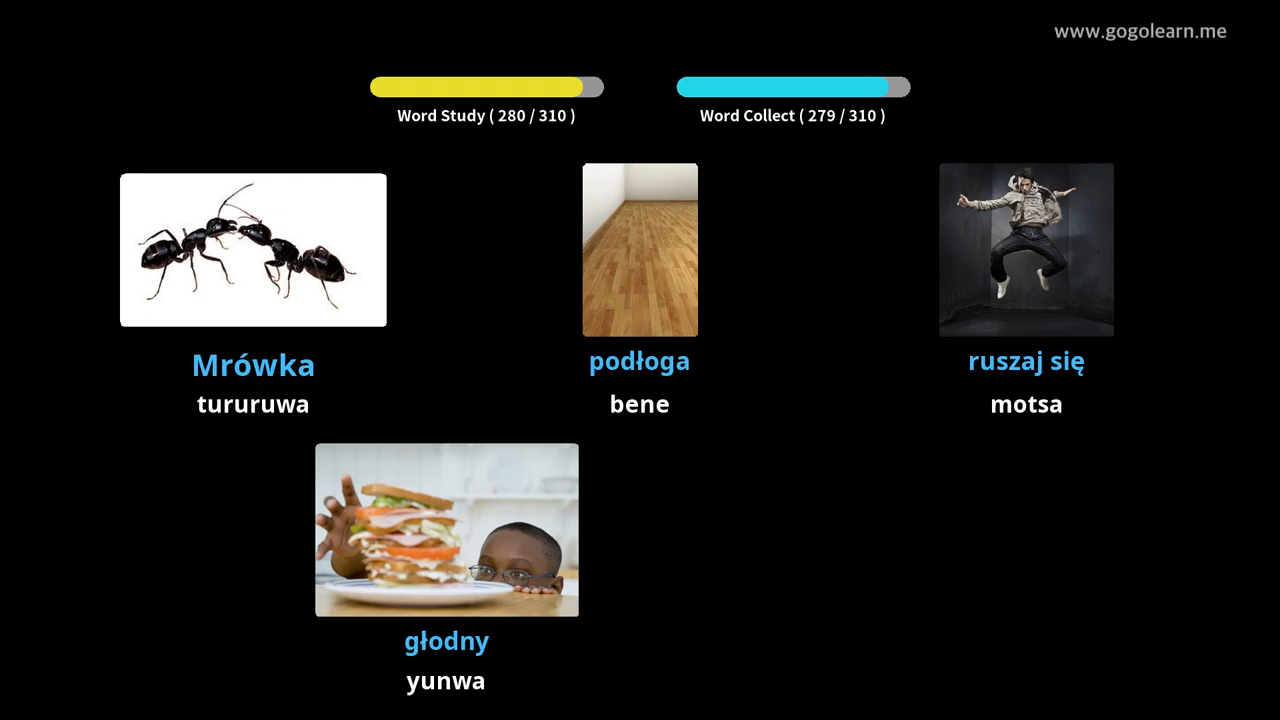 www.gogolearn.me
Word Study ( 280 / 310 )
Word Collect ( 279 / 310 )
Mrówka
tururuwa
podłoga
bene
ruszaj się
motsa
głodny
yunwa